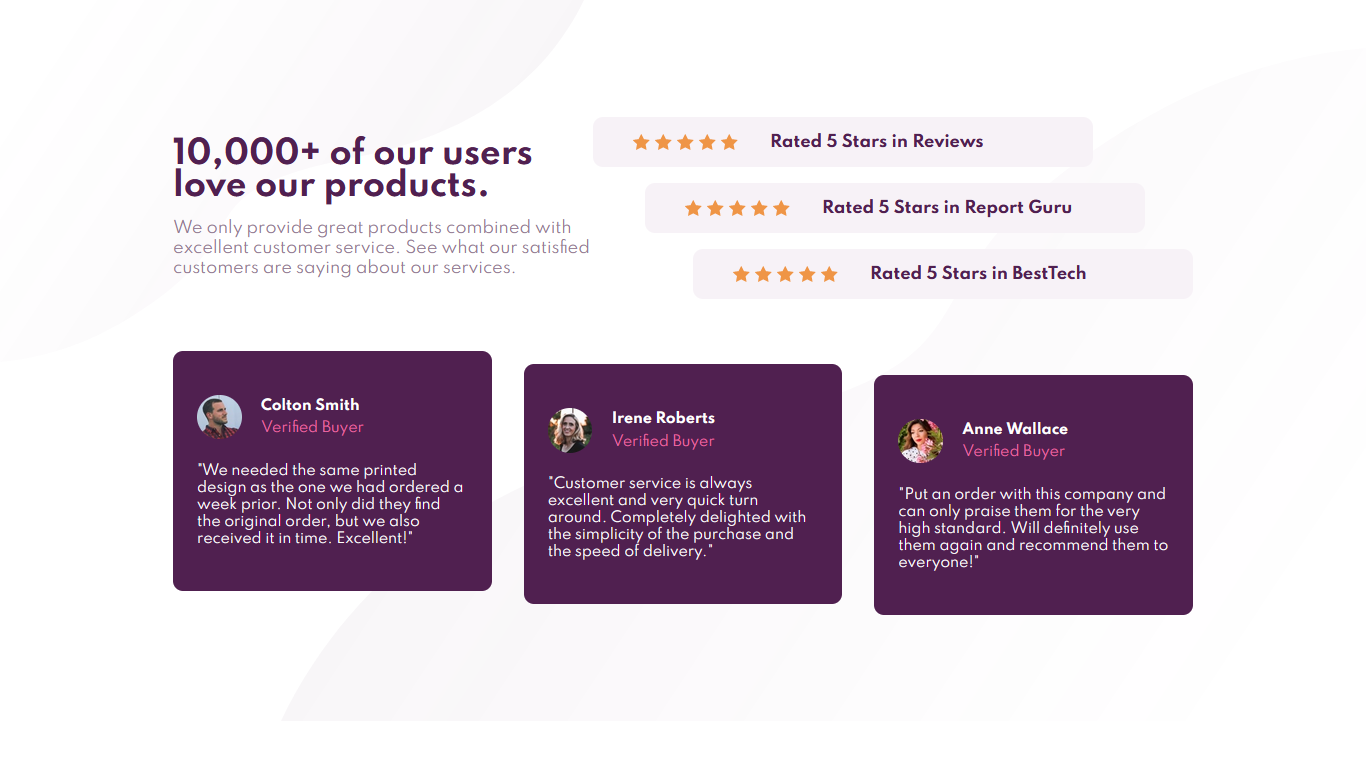 10,000+ of our users
love our products.
We only provide great products combined with
excellent customer service. See what our satisfied
customers are saying about our services.
Rated 5 Stars in Reviews
Rated 5 Stars in Report Guru
Rated 5 Stars in BestTech
Colton Smith
Verified Buyer
"We needed the same printed
design as the one we had ordered a
week prior. Not only did they find
the original order, but we also
received it in time. Excellent!"
Irene Roberts
Verified Buyer
"Customer service is always
excellent and very quick turn
around. Completely delighted with
the simplicity of the purchase and
the speed of delivery."
Anne Wallace
Verified Buyer
"Put an order with this company and
can only praise them for the very
high standard. Will definitely use
them again and recommend them to
everyone!"